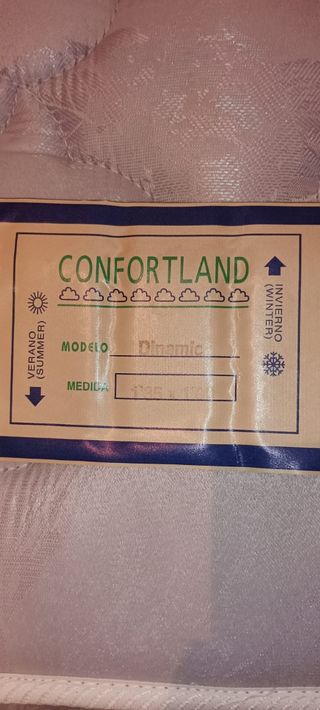 CONFORTLAND
MODELO Dinamic
MEDIDA
VERANO
(SUMMER)
INVIERNO
(WINTER)